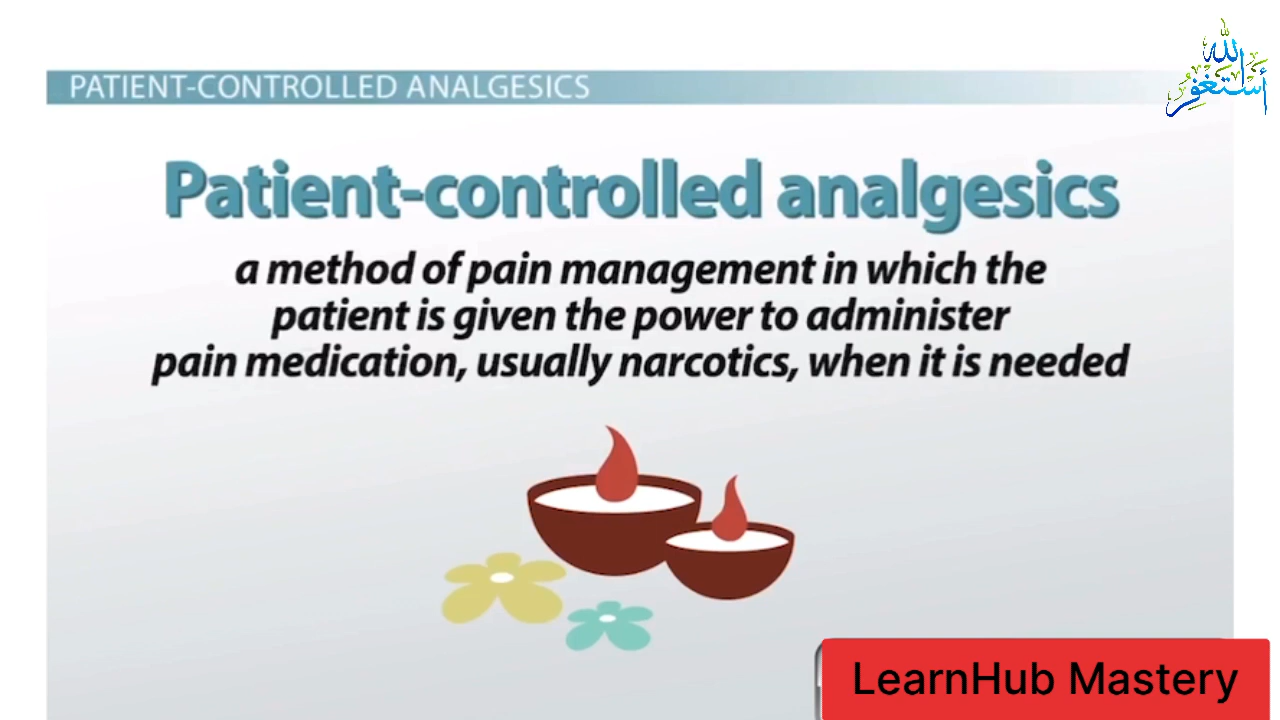 PATIENT-CONTROLLED ANALGESICS
أستغفر الله
Patient-controlled analgesics
a method of pain management in which the
patient is given the power to administer
pain medication, usually narcotics, when it is needed
LearnHub Mastery